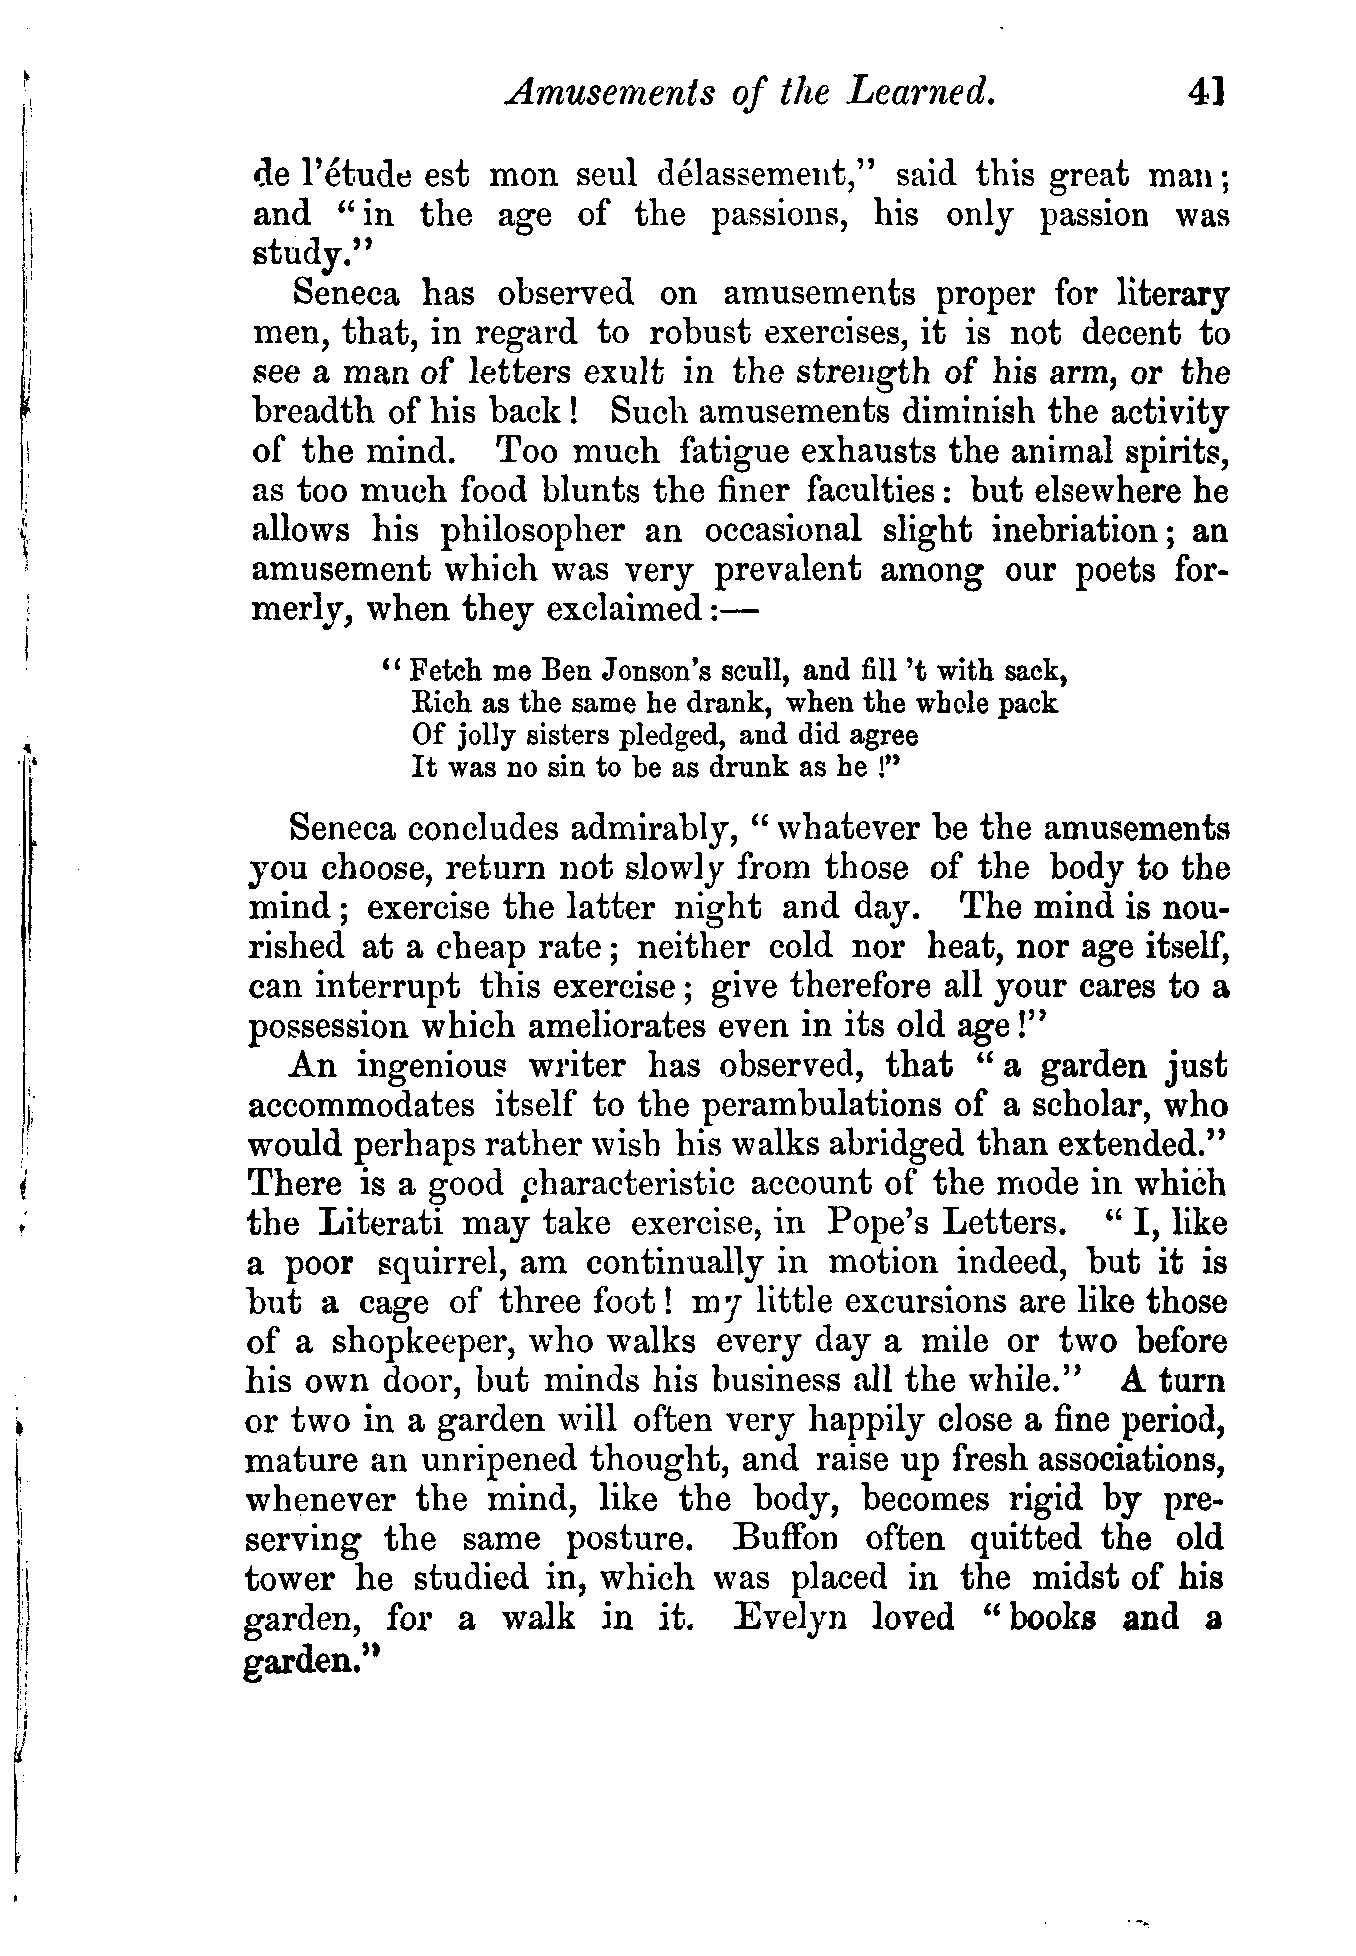 Amusements of the Learned. 41
de l'étude est mon seul délassement," said this great man;
and "in the age of the passions, his only passion was
study."
Seneca has observed on amusements proper for literary
men, that, in regard to robust exercises, it is not decent to
see a man of letters exult in the strength of his arm, or the
breadth of his back! Such amusements diminish the activity
of the mind. Too much fatigue exhausts the animal spirits,
as too much food blunts the finer faculties: but elsewhere he
allows his philosopher an occasional slight inebriation; an
amusement which was very prevalent among our poets for-
merly, when they exclaimed:—
"Fetch me Ben Jonson's scull, and fill 't with sack,
Rich as the same he drank, when the whole pack
Of jolly sisters pledged, and did agree
It was no sin to be as drunk as he!"
Seneca concludes admirably, "whatever be the amusements
you choose, return not slowly from those of the body to the
mind; exercise the latter night and day. The mind is nou-
rished at a cheap rate; neither cold nor heat, nor age itself,
can interrupt this exercise; give therefore all your cares to a
possession which ameliorates even in its old age!"
An ingenious writer has observed, that "a garden just
accommodates itself to the perambulations of a scholar, who
would perhaps rather wish his walks abridged than extended."
There is a good characteristic account of the mode in which
the Literati may take exercise, in Pope's Letters. "I, like
a poor squirrel, am continually in motion indeed, but it is
but a cage of three foot! my little excursions are like those
of a shopkeeper, who walks every day a mile or two before
his own door, but minds his business all the while." A turn
or two in a garden will often very happily close a fine period,
mature an unripened thought, and raise up fresh associations,
whenever the mind, like the body, becomes rigid by pre-
serving the same posture. Buffon often quitted the old
tower he studied in, which was placed in the midst of his
garden, for a walk in it. Evelyn loved "books and a
garden."